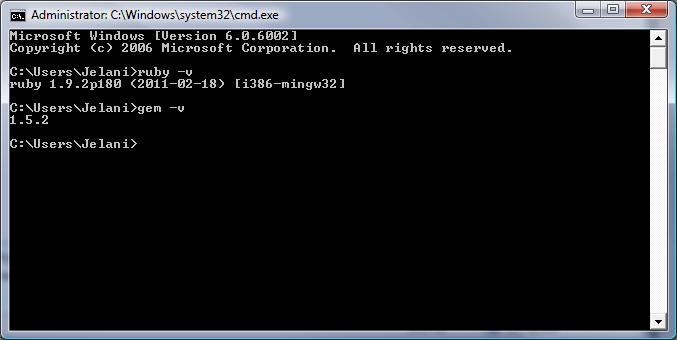 Administrator: C:\Windows\system32\cmd.exe
Microsoft Windows [Version 6.0.6002]
Copyright (c) 2006 Microsoft Corporation.  All rights reserved.
C:\Users\Jelani>ruby -v
ruby 1.9.2p180 (2011-02-18) [i386-mingw32]
C:\Users\Jelani>gem -v
1.5.2
C:\Users\Jelani>